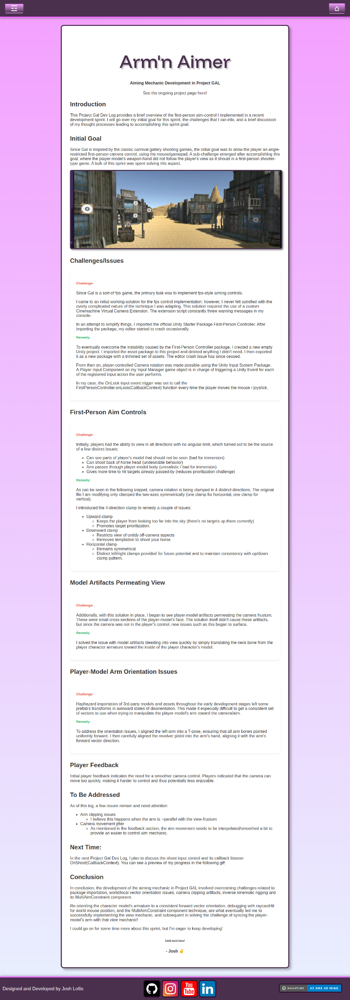 Arm'n Aimer
Aiming Mechanic Development in Project GAL
See the ongoing project page here!
Introduction
This Project Gal Dev Log provides a brief overview of the first-person aim-control I implemented in a recent
development sprint. I will go over my initial goal for this sprint, the challenges that I ran into, and a brief discussion
of my thought processes leading to accomplishing this sprint goal.
Initial Goal
Since Gal is inspired by the classic carnival gallery shooting games, the initial goal was to allow the player an angle-
restricted first-person camera control, using the mouse/gamepad. A sub-challenge emerged after accomplishing this
goal, where the player-model's weapon-hand did not follow the player's view as it should in a first-person shooter-
type game. A bulk of this sprint was spent solving this aspect.
Challenges/Issues
Challenge:
Since Gal is a sort-of fps game, the primary task was to implement fps-style aiming controls.
I came to an initial working-solution for the fps control implementation; however, I never felt satisfied with the
overly complicated nature of the technique I was adapting. This solution required the use of a custom
Cinemachine Virtual Camera Extension. The extension script constantly threw warning messages in my
console.
In an attempt to simplify things, I imported the official Unity Starter Package First-Person Controller. After
importing the package, my editor started to crash occasionally.
Remedy:
To eventually overcome the instability caused by the First-Person Controller package, I created a new empty
Unity project. I imported the asset package to this project and deleted anything I didn't need. I then exported
it as a new package with a trimmed set of assets. The editor crash issue has since ceased.
From then on, player-controlled Camera rotation was made possible using the Unity Input System Package.
A Player Input Component on my Input Manager game object is in charge of triggering a Unity Event for each
of the registered input action the user performs.
In my case, the OnLook input event trigger was set to call the
FirstPersonController.onLook(CallbackContext) function every time the player moves the mouse / joystick.
First-Person Aim Controls
Challenge:
Initially, players had the ability to view in all directions with no angular-limit, which turned out to be the source
of a few distinct issues:
• Can see parts of player's model that should not be seen (bad for immersion)
• Can shoot back of horse head (undesirable behavior)
• Arm passes through player-model body (unrealistic / bad for immersion)
• Gives more time to hit targets already passed-by (reduces prioritization challenge)
Remedy:
As can be seen in the following snippet, camera rotation is being clamped in 4 distinct directions. The original
file I am modifying only clamped the two-axes symmetrically (one clamp for horizontal, one clamp for
vertical).
I introduced the 4-direction clamp to remedy a couple of issues:
• Upward clamp
◦ Keeps the player from looking too far into the sky (there's no targets up there currently)
◦ Promotes target prioritization.
• Downward clamp
◦ Restricts view of untidy off-camera aspects
◦ Removes temptation to shoot your horse
• Horizontal clamp
◦ Remains symmetrical
◦ Distinct left/right clamps provided for future potential and to maintain consistency with up/down
clamp pattern.
Model Artifacts Permeating View
Challenge:
Additionally, with this solution in place, I began to see player-model artifacts permeating the camera frustum.
These were small cross-sections of the player-model's face. The solution itself didn't cause these artifacts,
but since the camera was not in the player's control, new issues such as this began to surface.
Remedy:
I solved the issue with model artifacts bleeding into view quickly by simply translating the neck bone from the
player character armature toward the inside of the player character's model.
Player-Model Arm Orientation Issues
Challenge:
Haphazard importation of 3rd-party models and assets throughout the early development stages left some
prefab's transforms in awkward states of disorientation. This made it especially difficult to get a consistent set
of vectors to use when trying to manipulate the player-model's arm toward the camera/aim.
Remedy:
To address the orientation issues, I aligned the left-arm into a T-pose, ensuring that all arm bones pointed
uniformly forward. I then carefully aligned the revolver pistol into the arm's hand, aligning it with the arm's
forward vector direction.
Player Feedback
Initial player feedback indicates the need for a smoother camera control. Players indicated that the camera can
move too quickly, making it harder to control and thus potentially less enjoyable.
To Be Addressed
As of this log, a few issues remain and need attention:
• Arm clipping issues
◦ I believe this happens when the arm is ~parallel with the view-frustum
• Camera movement jitter
◦ As mentioned in the feedback section, the aim movement needs to be interpolated/smoothed a bit to
provide an easier to control aim mechanic.
Next Time:
In the next Project Gal Dev Log, I plan to discuss the shoot input control and its callback listener
OnShoot(CallbackContext). You can see a preview of my progress in the following gif!
Conclusion
In conclusion, the development of the aiming mechanic in Project GAL involved overcoming challenges related to
package importation, world/local vector orientation issues, camera clipping artifacts, inverse kinematic rigging and
its MultiAimConstraint component.
Re-orienting the character model's armature to a consistent forward vector orientation, debugging with raycastHit
for world mouse position, and the MultiAimConstraint component technique, are what eventually led me to
successfully implementing the view mechanic, and subsequent in solving the challenge of syncing the player-
model's arm with that view mechanic!
I could go on for some time more about this sprint, but I'm eager to keep developing!
Until next time!
- Josh ✌
Designed and Developed by Josh Lollis
You Tube
in
WAKATIME 43 HRS 45 MINS